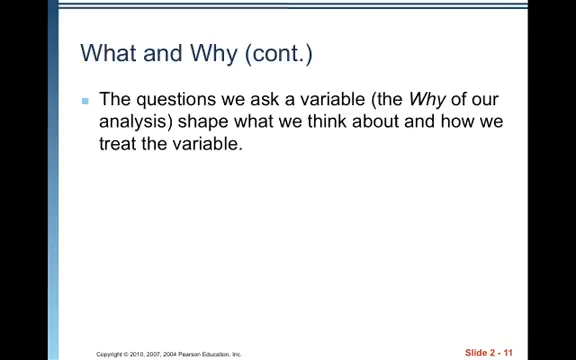 What and Why (cont.)
The questions we ask a variable (the Why of our
analysis) shape what we think about and how we
treat the variable.
Copyright © 2010, 2007, 2004 Pearson Education, Inc.
Slide 2 - 11